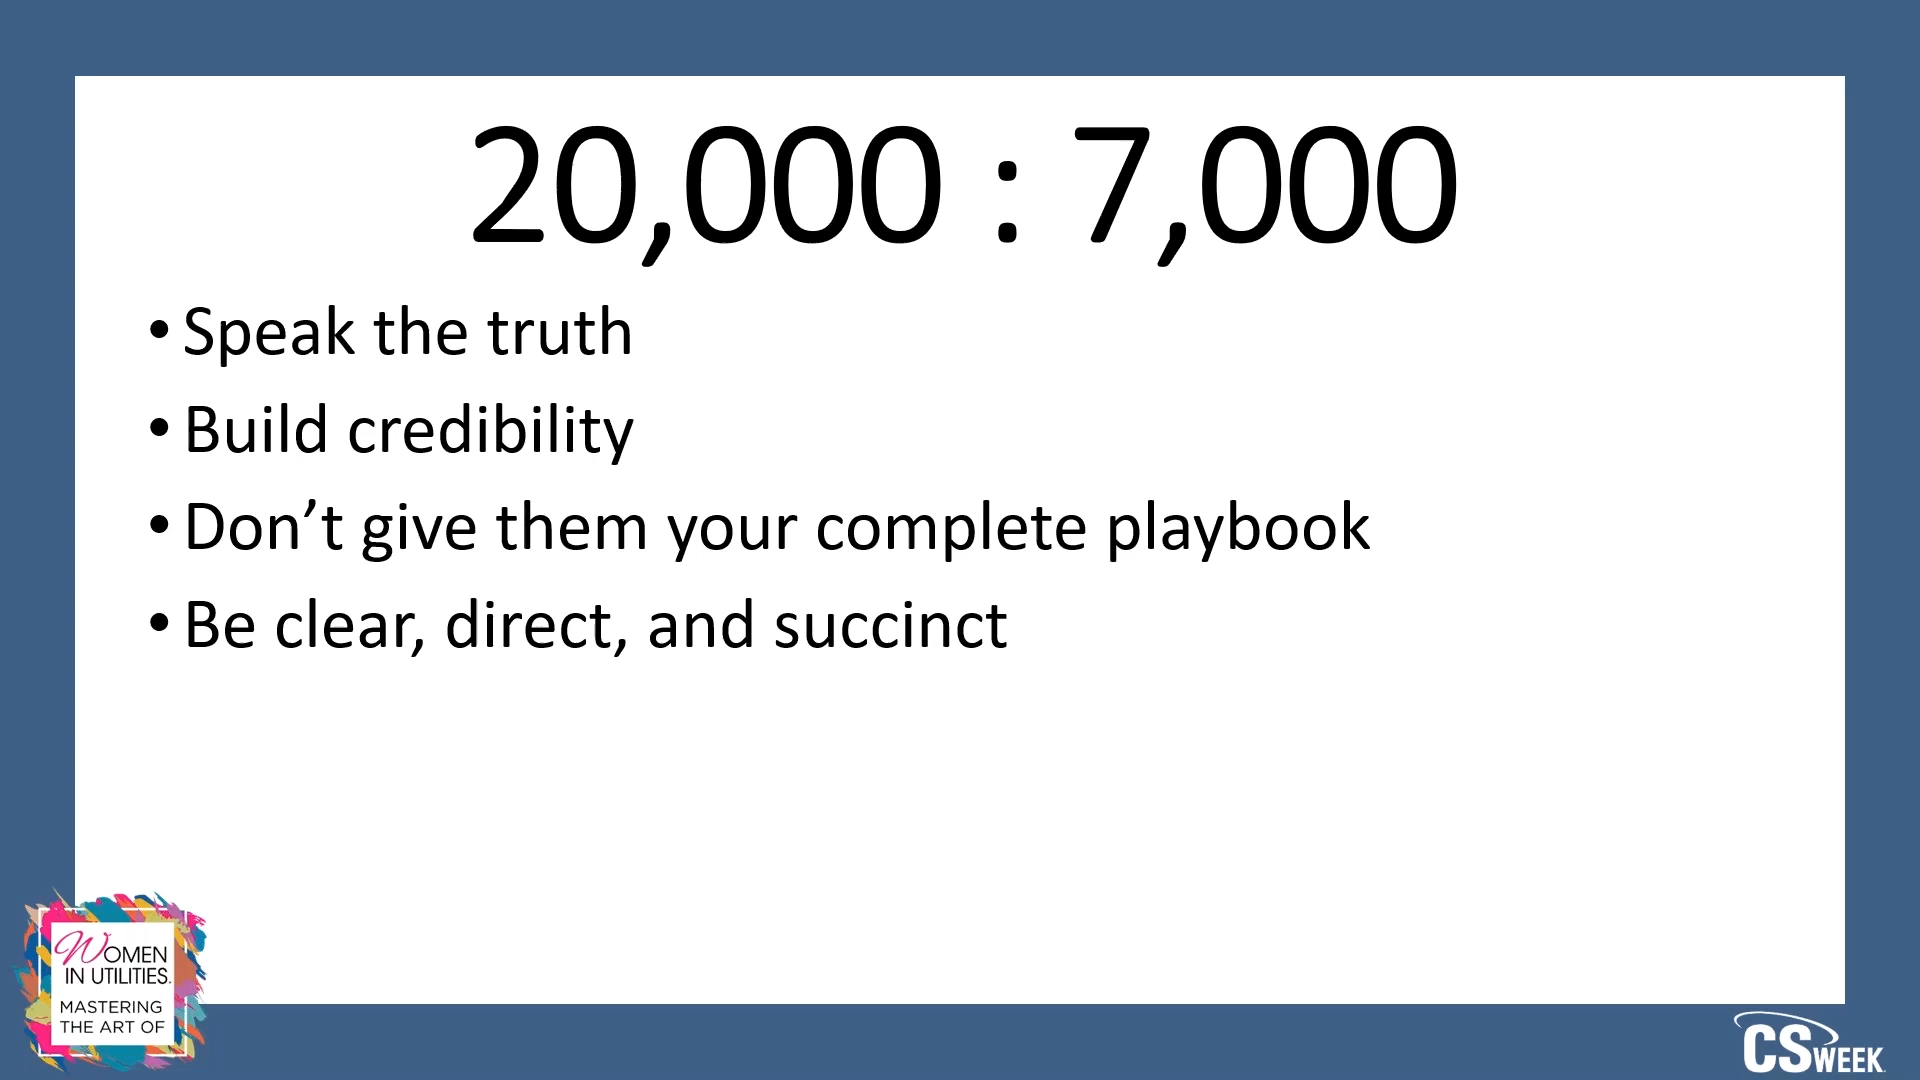 20,000 : 7,000
• Speak the truth
• Build credibility
• Don’t give them your complete playbook
• Be clear, direct, and succinct
WOMEN
IN UTILITIES.
MASTERING
THE ART OF
CSWEEK